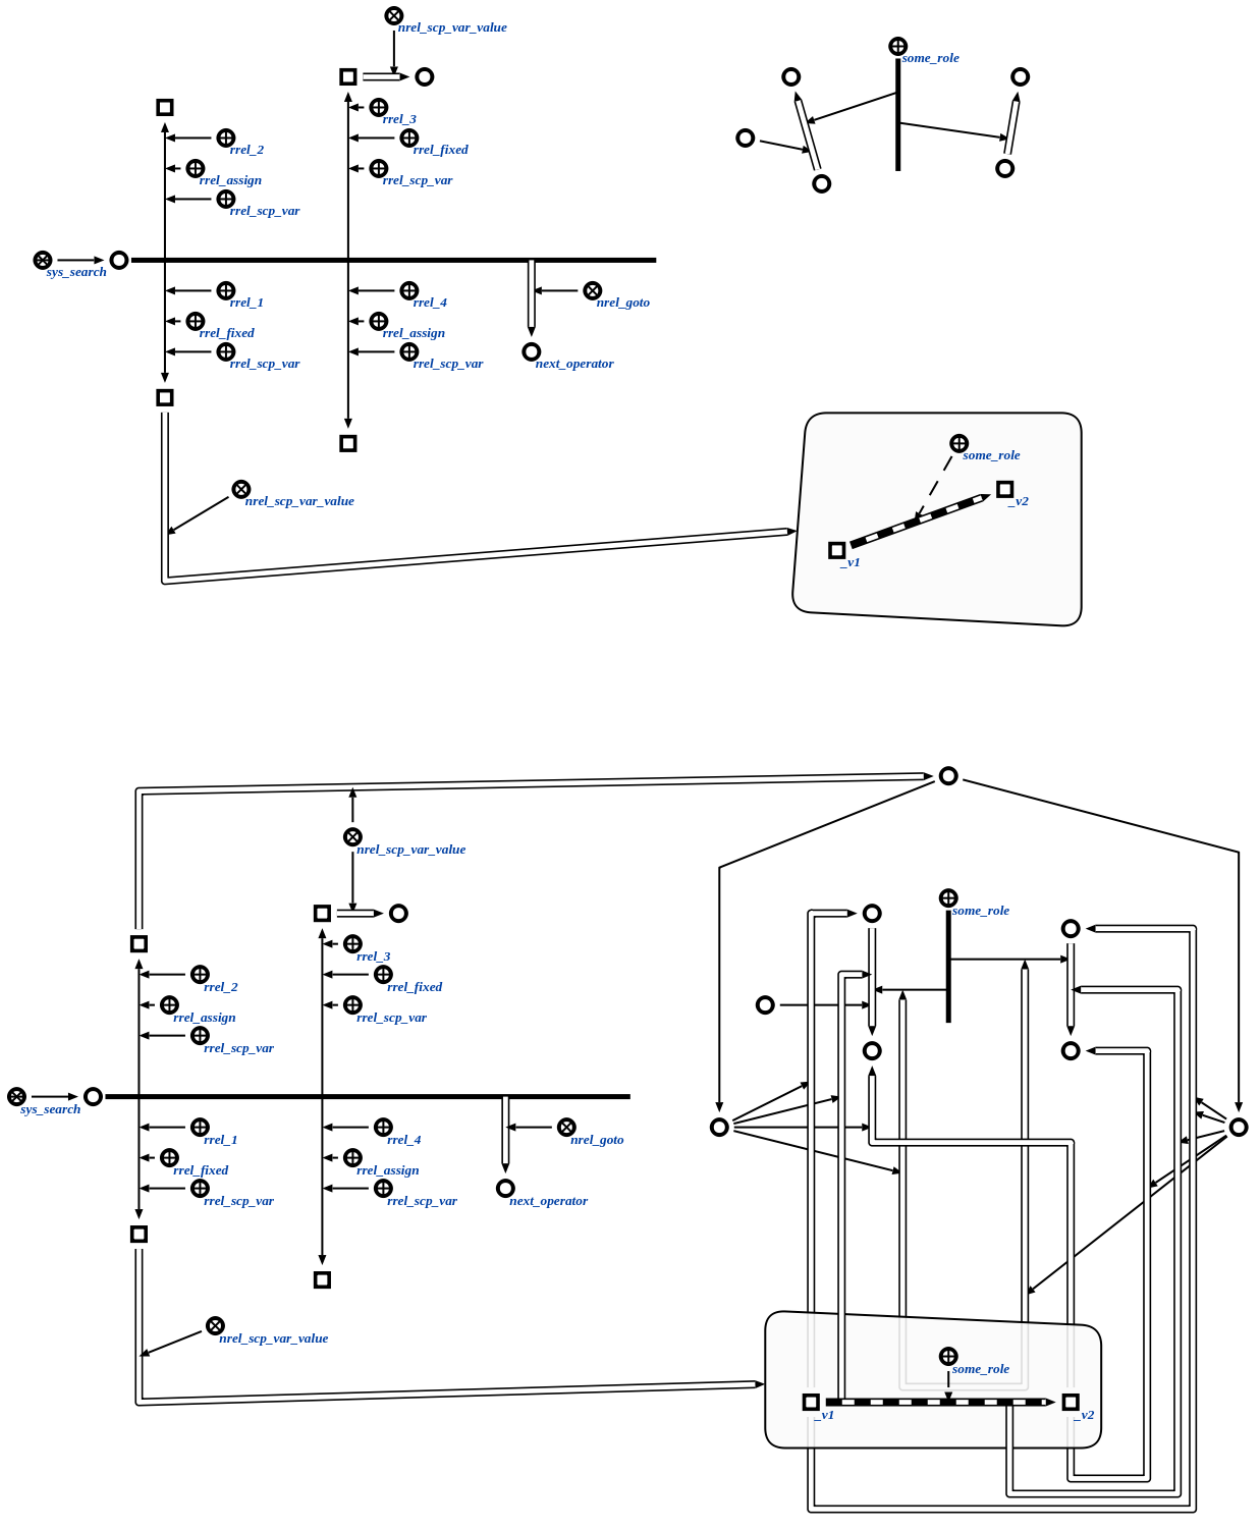 nrel_scp_var_value
some_role
rrel_3
rrel_2
rrel_fixed
rrel_assign
rrel_scp_var
rrel_scp_var
sys_search
rrel_1
rrel_4
nrel_goto
rrel_fixed
rrel_assign
rrel_scp_var
rrel_scp_var
next_operator
some_role
nrel_scp_var_value
_v2
_v1
nrel_scp_var_value
some_role
rrel_3
rrel_2
rrel_fixed
rrel_assign
rrel_scp_var
rrel_scp_var
sys_search
rrel_1
rrel_4
nrel_goto
rrel_fixed
rrel_assign
rrel_scp_var
rrel_scp_var
next_operator
nrel_scp_var_value
some_role
_v1
_v2